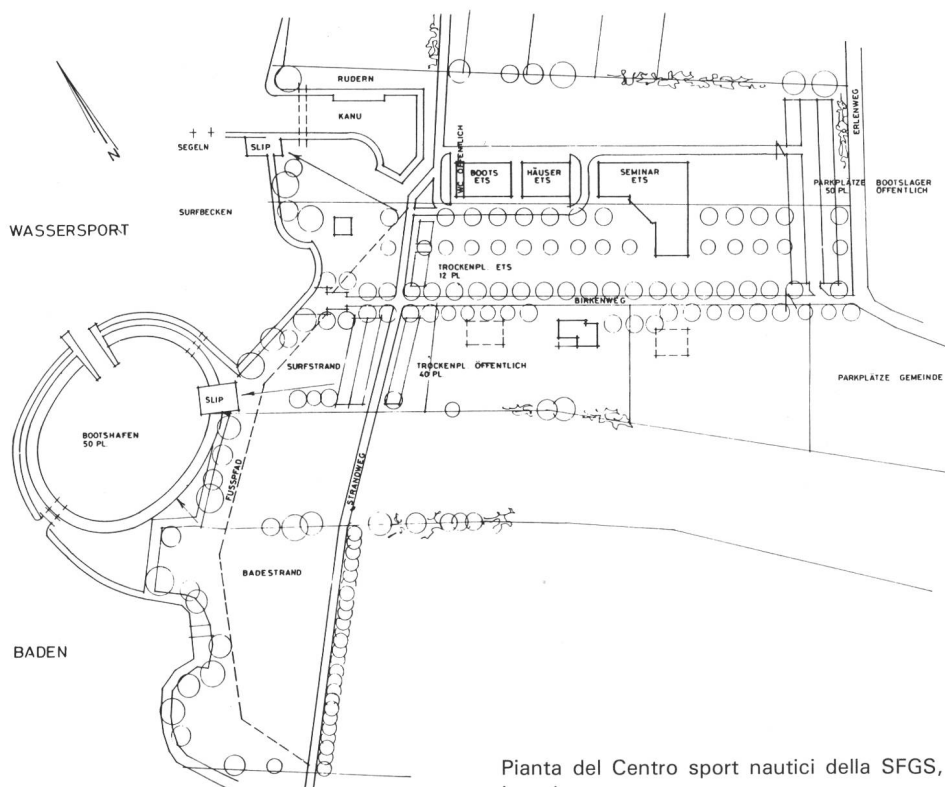 RUDERN
KANU
SEGELN
SLIP
SURFBECKEN
WASSERSPORT
N
WC ÖFFENTLICH
BOOTS
ETS
HÄUSER
ETS
SEMINAR
ETS
ERLENWEG
PARKPLÄTZE BOOTSLAGER
50 PL. ÖFFENTLICH
TROCKENPL ETS
12 PL
BIRKENWEG
SURFSTRAND
TROCKENPL ÖFFENTLICH
40 PL
PARKPLÄTZE GEMEINDE
SLIP
BOOTSHAFEN
50 PL.
FUSSPFAD
STRANDWEG
BADESTRAND
BADEN
Pianta del Centro sport nautici della SFGS,